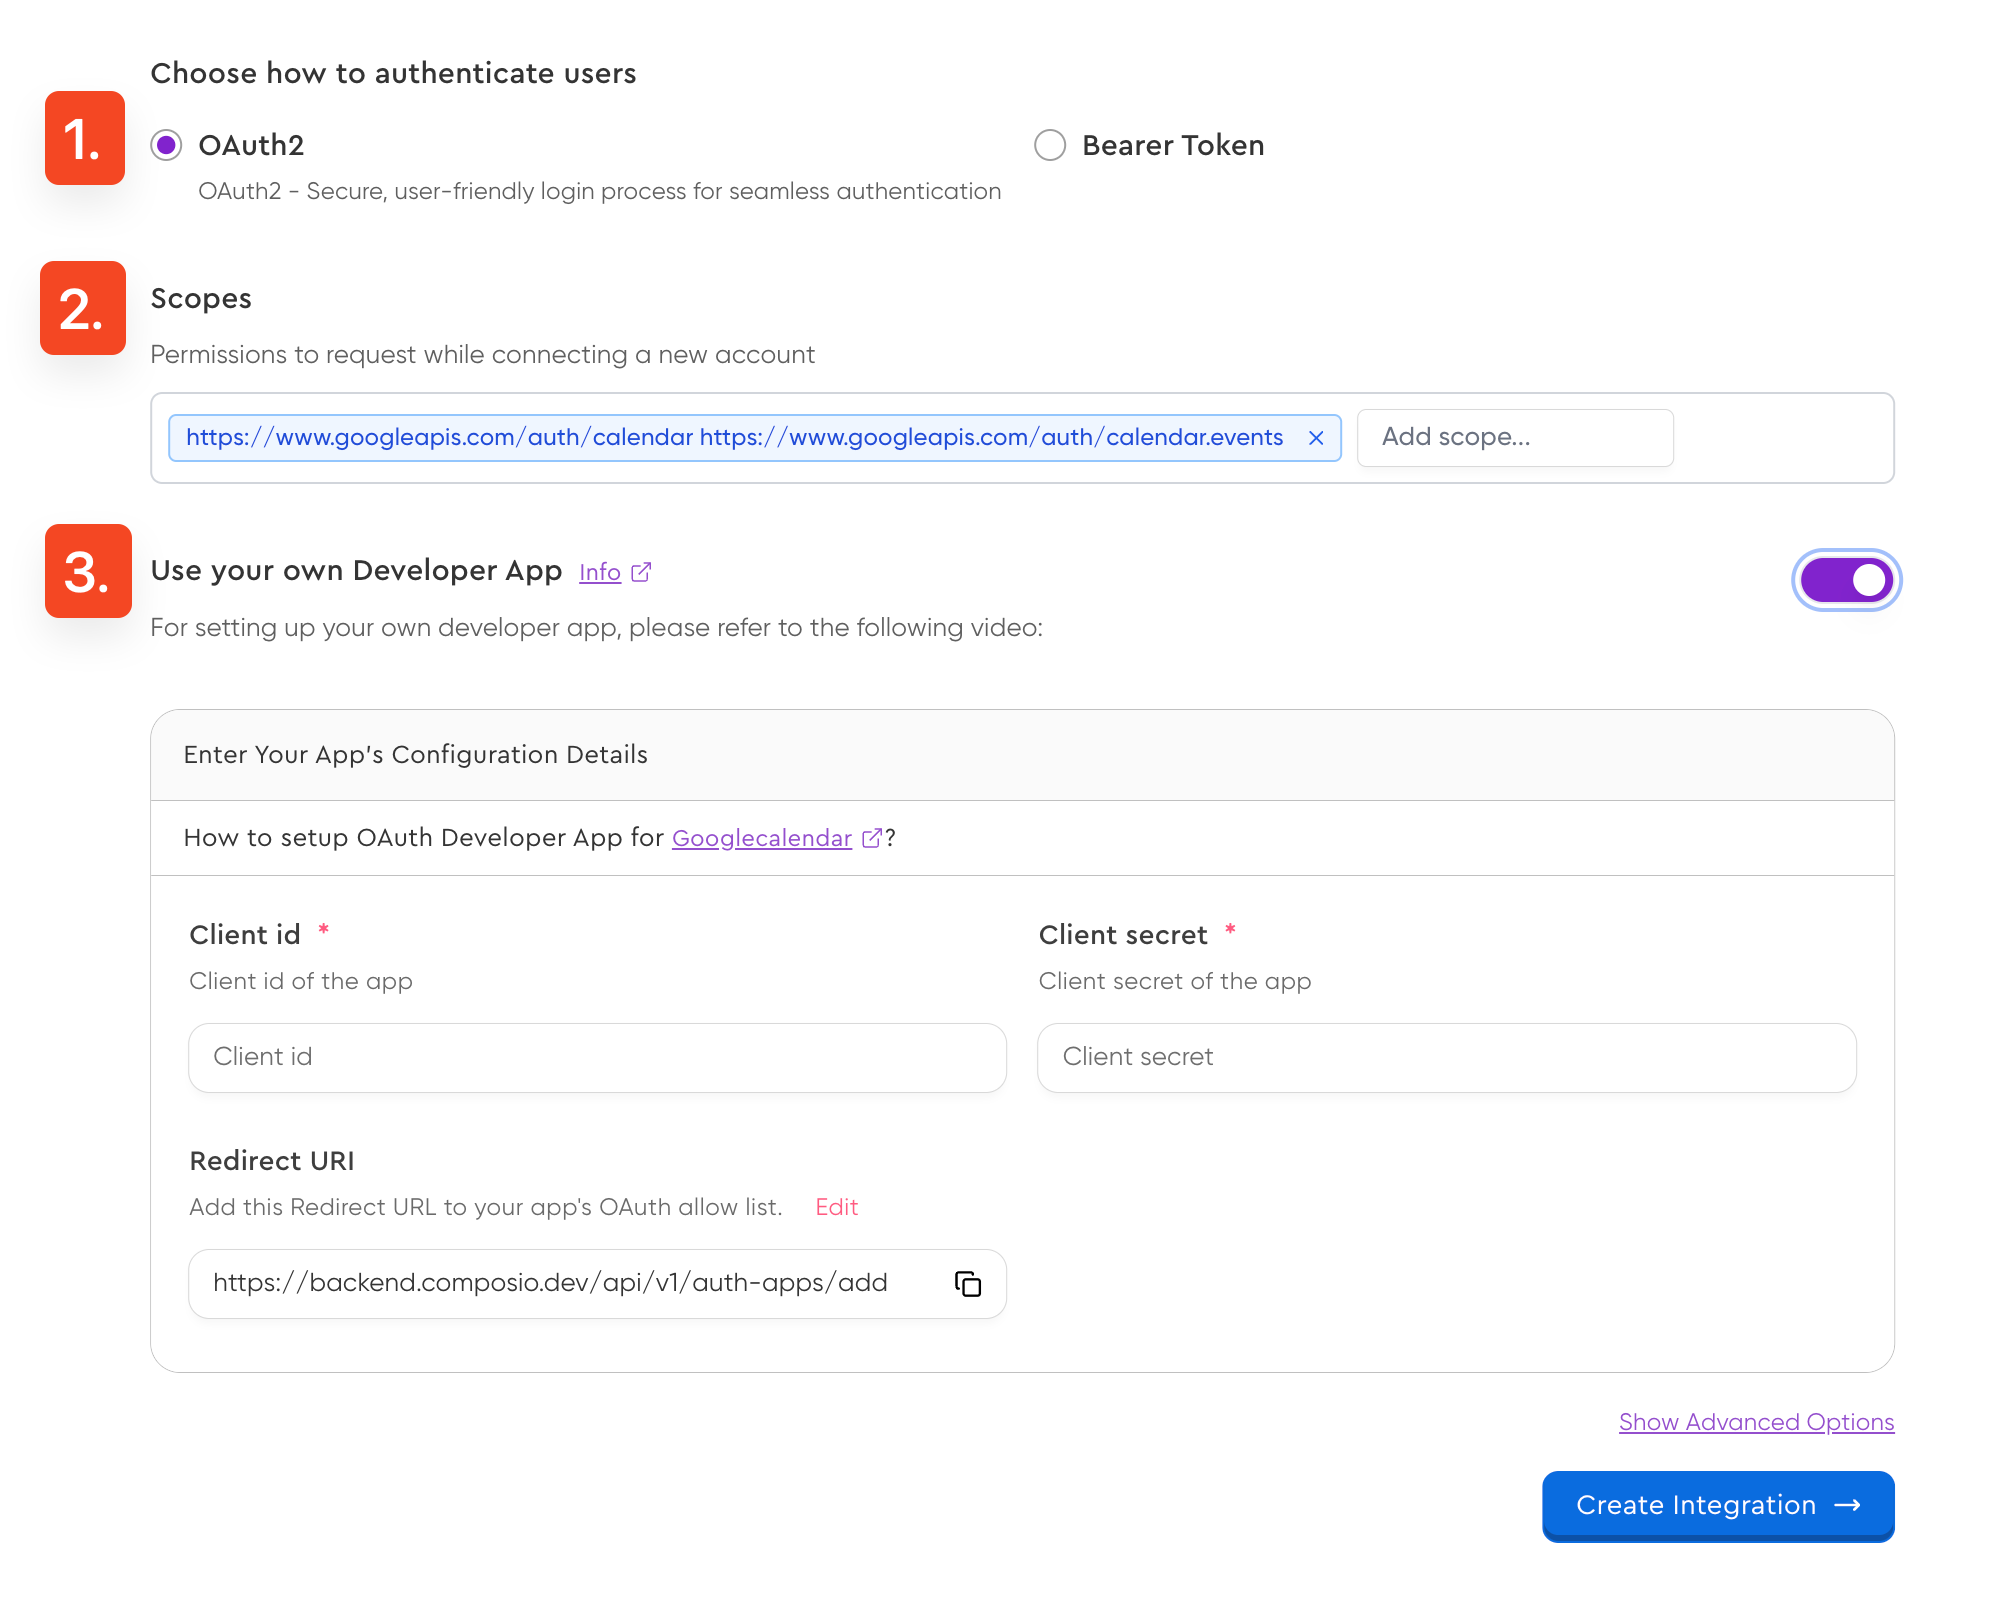 Choose how to authenticate users
1.
OAuth2
Bearer Token
OAuth2 - Secure, user-friendly login process for seamless authentication
2.
Scopes
Permissions to request while connecting a new account
https://www.googleapis.com/auth/calendar https://www.googleapis.com/auth/calendar.events
Add scope...
3.
Use your own Developer App Info
For setting up your own developer app, please refer to the following video:
Enter Your App's Configuration Details
How to setup OAuth Developer App for Googlecalendar ?
Client id *
Client id of the app
Client id
Client secret *
Client secret of the app
Client secret
Redirect URI
Add this Redirect URL to your app's OAuth allow list. Edit
https://backend.composio.dev/api/v1/auth-apps/add
Show Advanced Options
Create Integration →